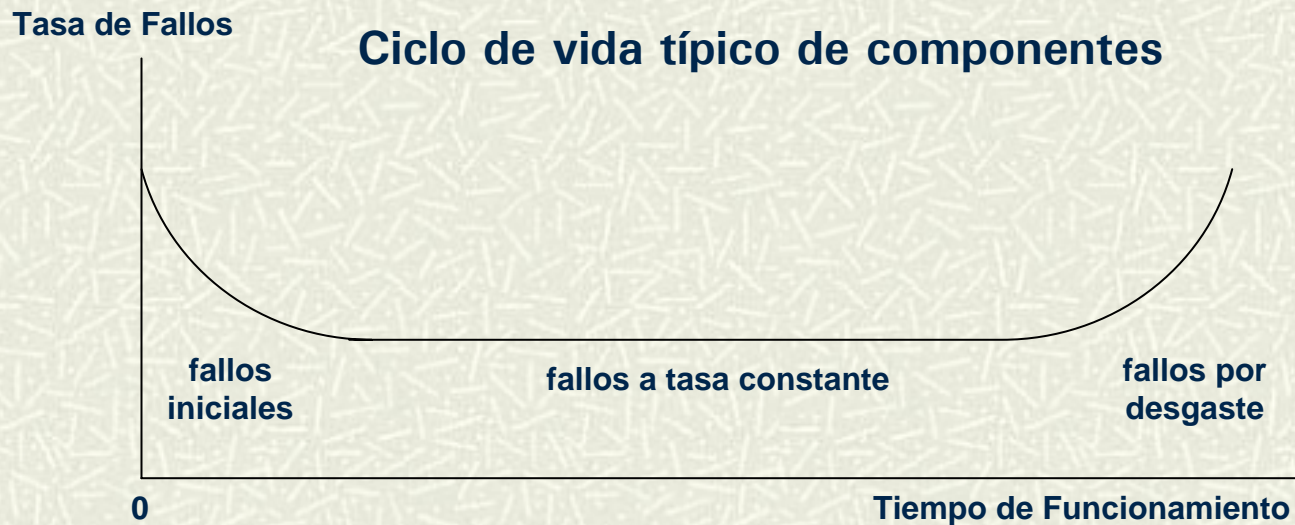 Tasa de Fallos
Ciclo de vida típico de componentes
fallos
iniciales
fallos a tasa constante
fallos por
desgaste
0
Tiempo de Funcionamiento